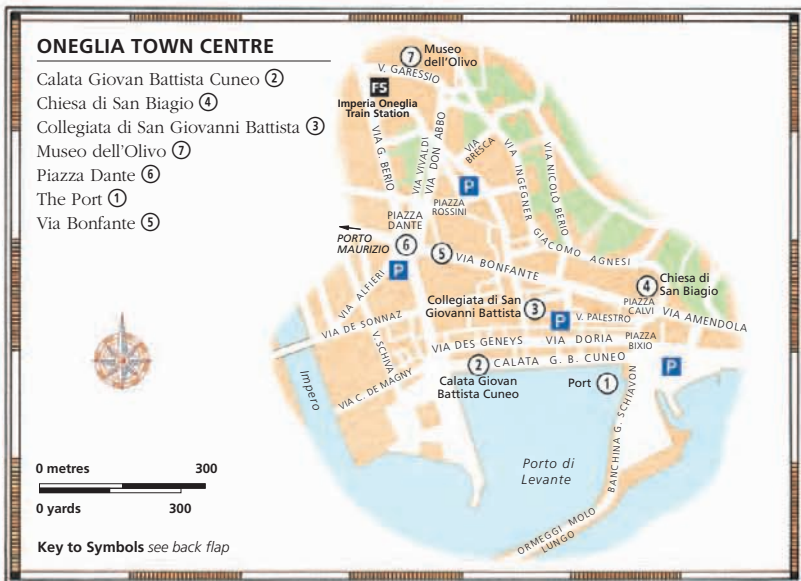 ONEGLIA TOWN CENTRE
Calata Giovan Battista Cuneo ②
Chiesa di San Biagio ④
Collegiata di San Giovanni Battista ③
Museo dell'Olivo ⑦
Piazza Dante ⑥
The Port ①
Via Bonfante ⑤
⑦ Museo
dell'Olivo
V. GARESSIO
FS
Imperia Oneglia
Train Station
VIA G. BERIO
VIA VIVALDI
VIA DON ABBO
VIA
BRESCA
VIA INGEGNER
GIACOMO AGNESI
VIA NICOLÒ BERIO
P
PIAZZA
ROSSINI
PIAZZA
DANTE
⑥
PORTO
MAURIZIO
P
⑤ VIA BONFANTE
VIA ALFIERI
④ Chiesa di
San Biagio
PIAZZA
CALVI
VIA AMENDOLA
Collegiata di San
Giovanni Battista ③
P
V. PALESTRO
VIA DE SONNAZ
V. SCHIVA
VIA DES GENEYS
VIA DORIA
PIAZZA
BIXIO
② CALATA G. B. CUNEO
P
Calata Giovan
Battista Cuneo
Port ①
VIA C. DE MAGNY
Impero
BANCHINA G. SCHIAVON
Porto di
Levante
ORMEGGI MOLO
LUNGO
0 metres 300
0 yards 300
Key to Symbols see back flap